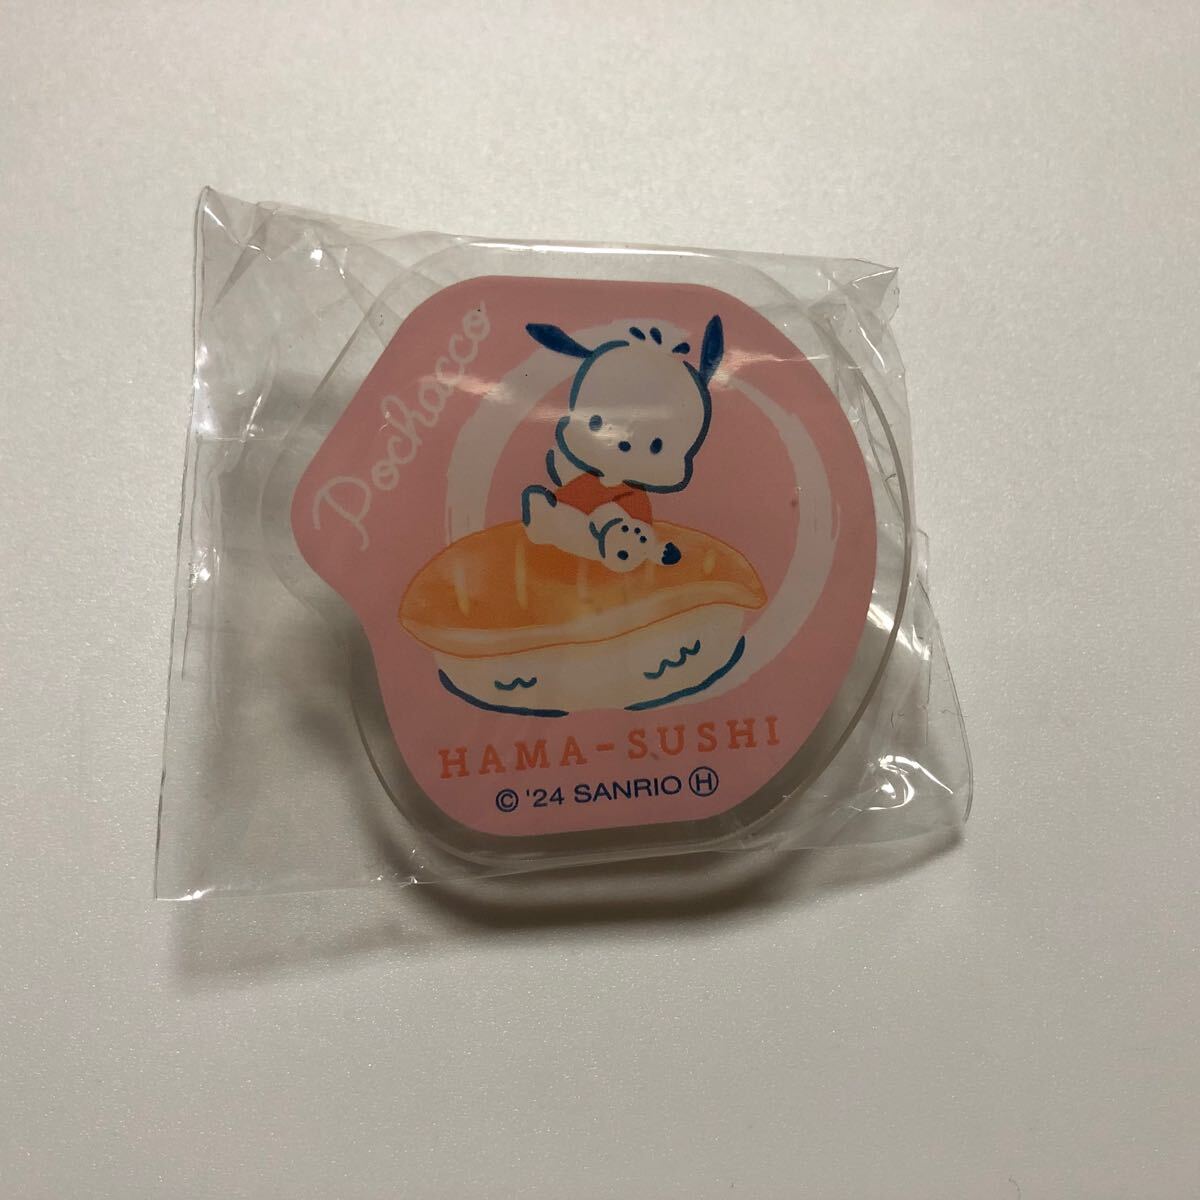 Pochacco
HAMA-SUSHI
© '24 SANRIO Ⓗ